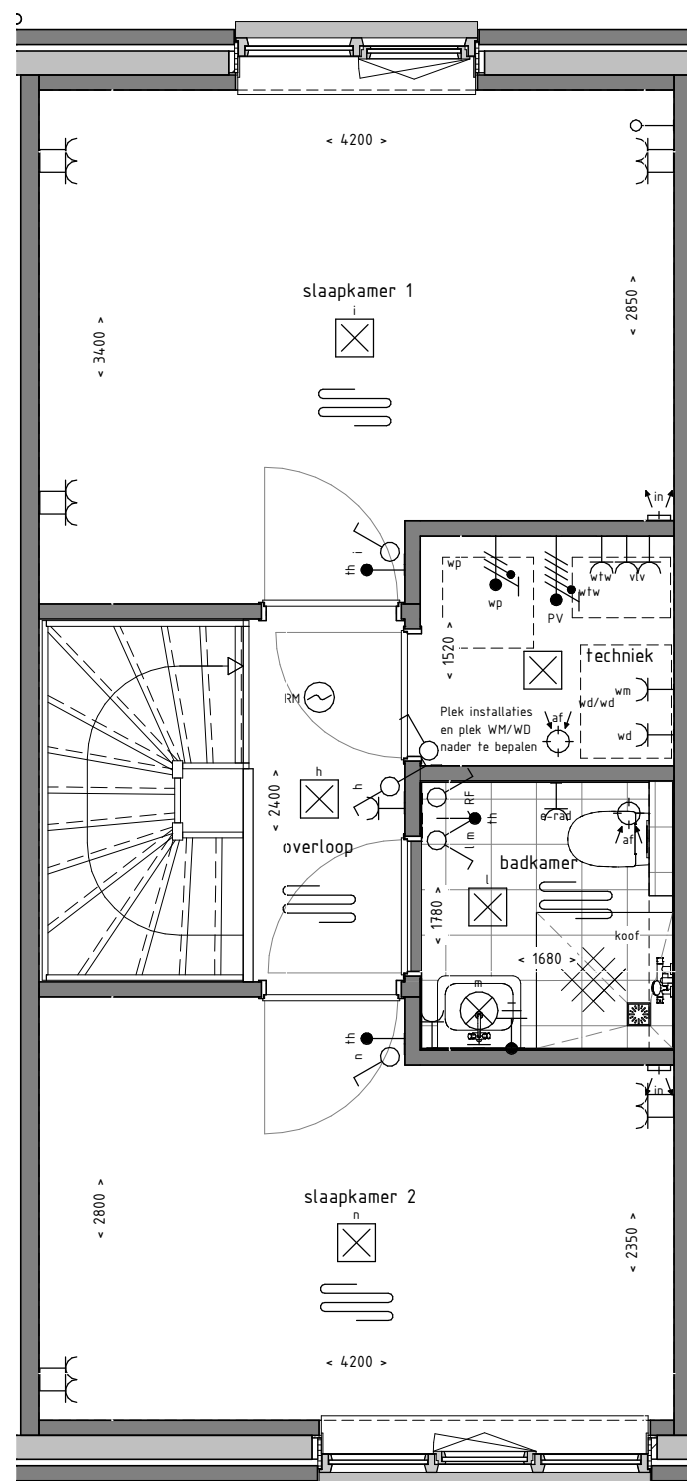 < 4200 >
slaapkamer 1
i
< 3400 >
< 2850 >
in
th
i
wp
wp
PV
wtw
vlv
wtw
< 1520 >
techniek
wm
wd/wd
wd
af
Plek installaties
en plek WM/WD
nader te bepalen
RM
h
h
< 2400 >
overloop
RF
l m
th
e-rad
af
badkamer
l
< 1780 >
< 1680 >
koof
m
th
n
in
slaapkamer 2
n
< 2800 >
< 2350 >
< 4200 >